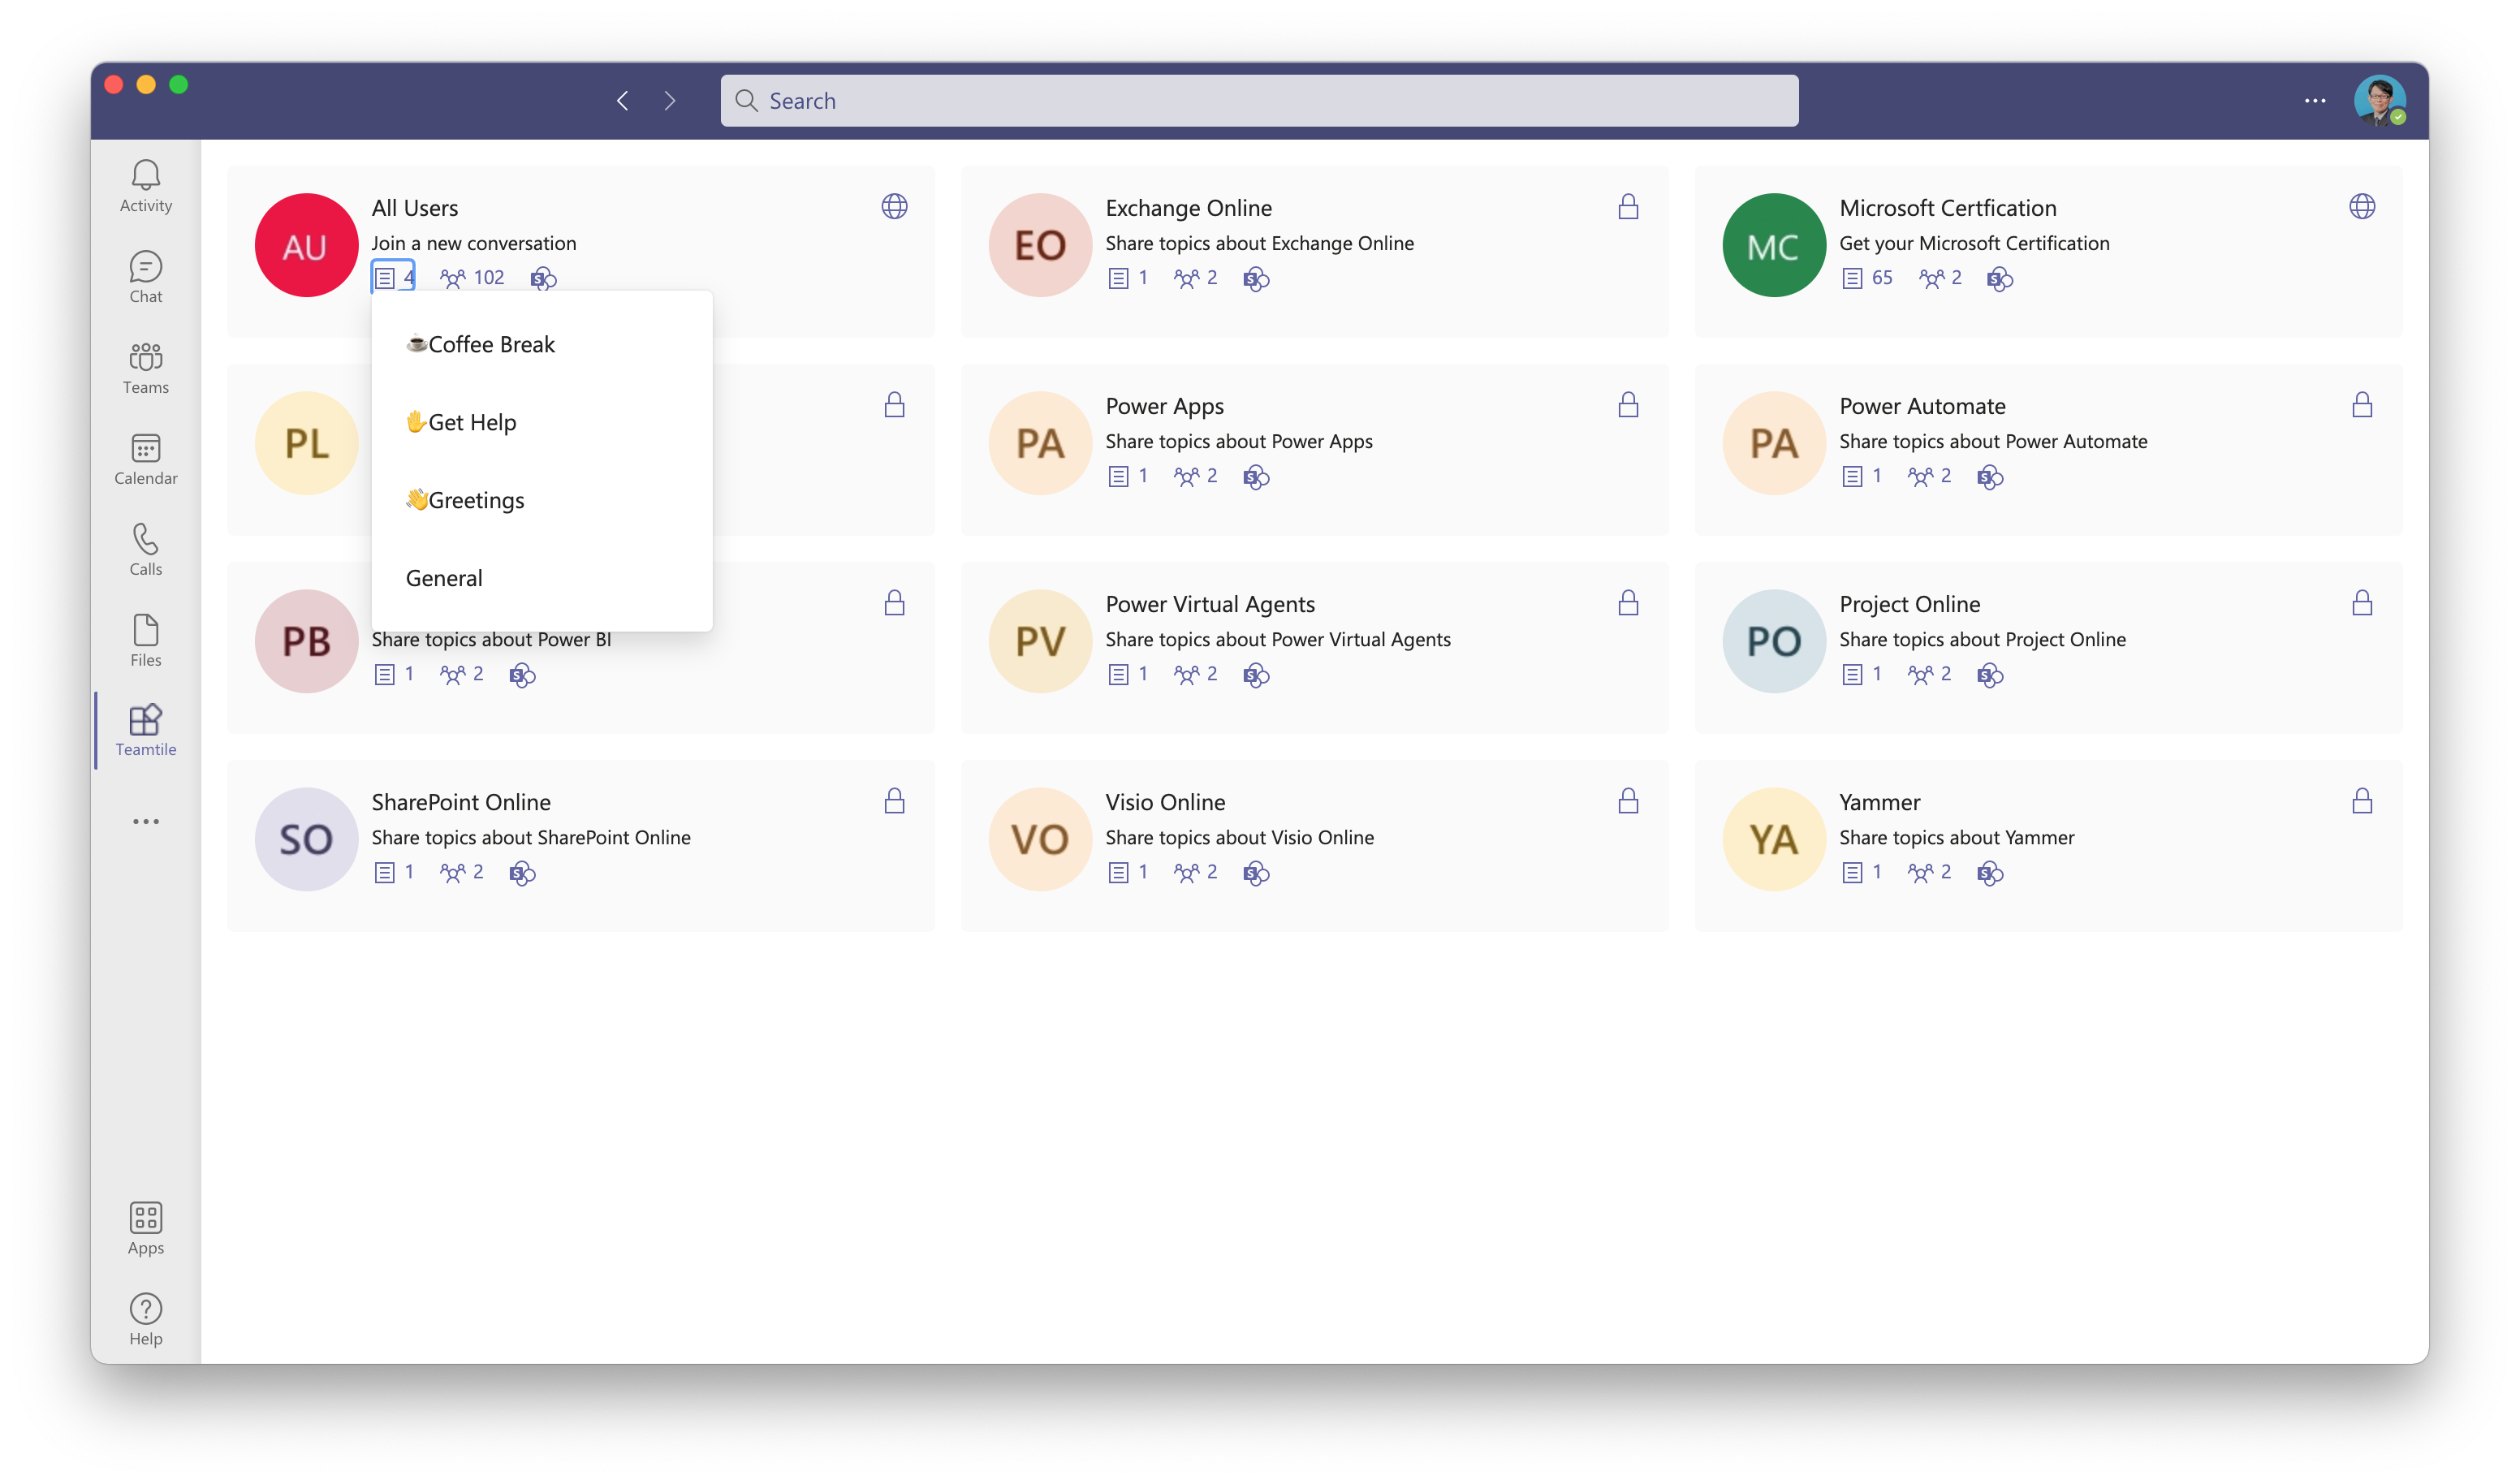 Search
Activity
Chat
Teams
Calendar
Calls
Files
Teamtile
Apps
Help
AU
All Users
Join a new conversation
4 102
☕Coffee Break
✋Get Help
👋Greetings
General
EO
Exchange Online
Share topics about Exchange Online
1 2
MC
Microsoft Certfication
Get your Microsoft Certification
65 2
PL
PA
Power Apps
Share topics about Power Apps
1 2
PA
Power Automate
Share topics about Power Automate
1 2
PB
Share topics about Power BI
1 2
PV
Power Virtual Agents
Share topics about Power Virtual Agents
1 2
PO
Project Online
Share topics about Project Online
1 2
SO
SharePoint Online
Share topics about SharePoint Online
1 2
VO
Visio Online
Share topics about Visio Online
1 2
YA
Yammer
Share topics about Yammer
1 2